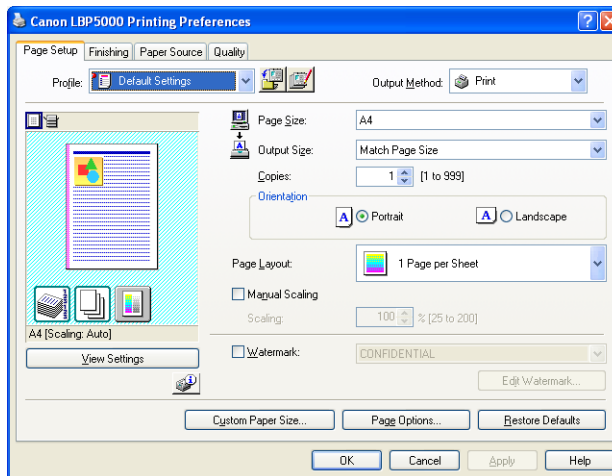 Canon LBP5000 Printing Preferences
Page Setup Finishing Paper Source Quality
Profile: Default Settings Output Method: Print
Page Size: A4
Output Size: Match Page Size
Copies: 1 [1 to 999]
Orientation
A Portrait A Landscape
Page Layout: 1 Page per Sheet
Manual Scaling
Scaling: 100 % [25 to 200]
A4 [Scaling: Auto]
View Settings
Watermark: CONFIDENTIAL
Edit Watermark...
Custom Paper Size... Page Options... Restore Defaults
OK Cancel Apply Help